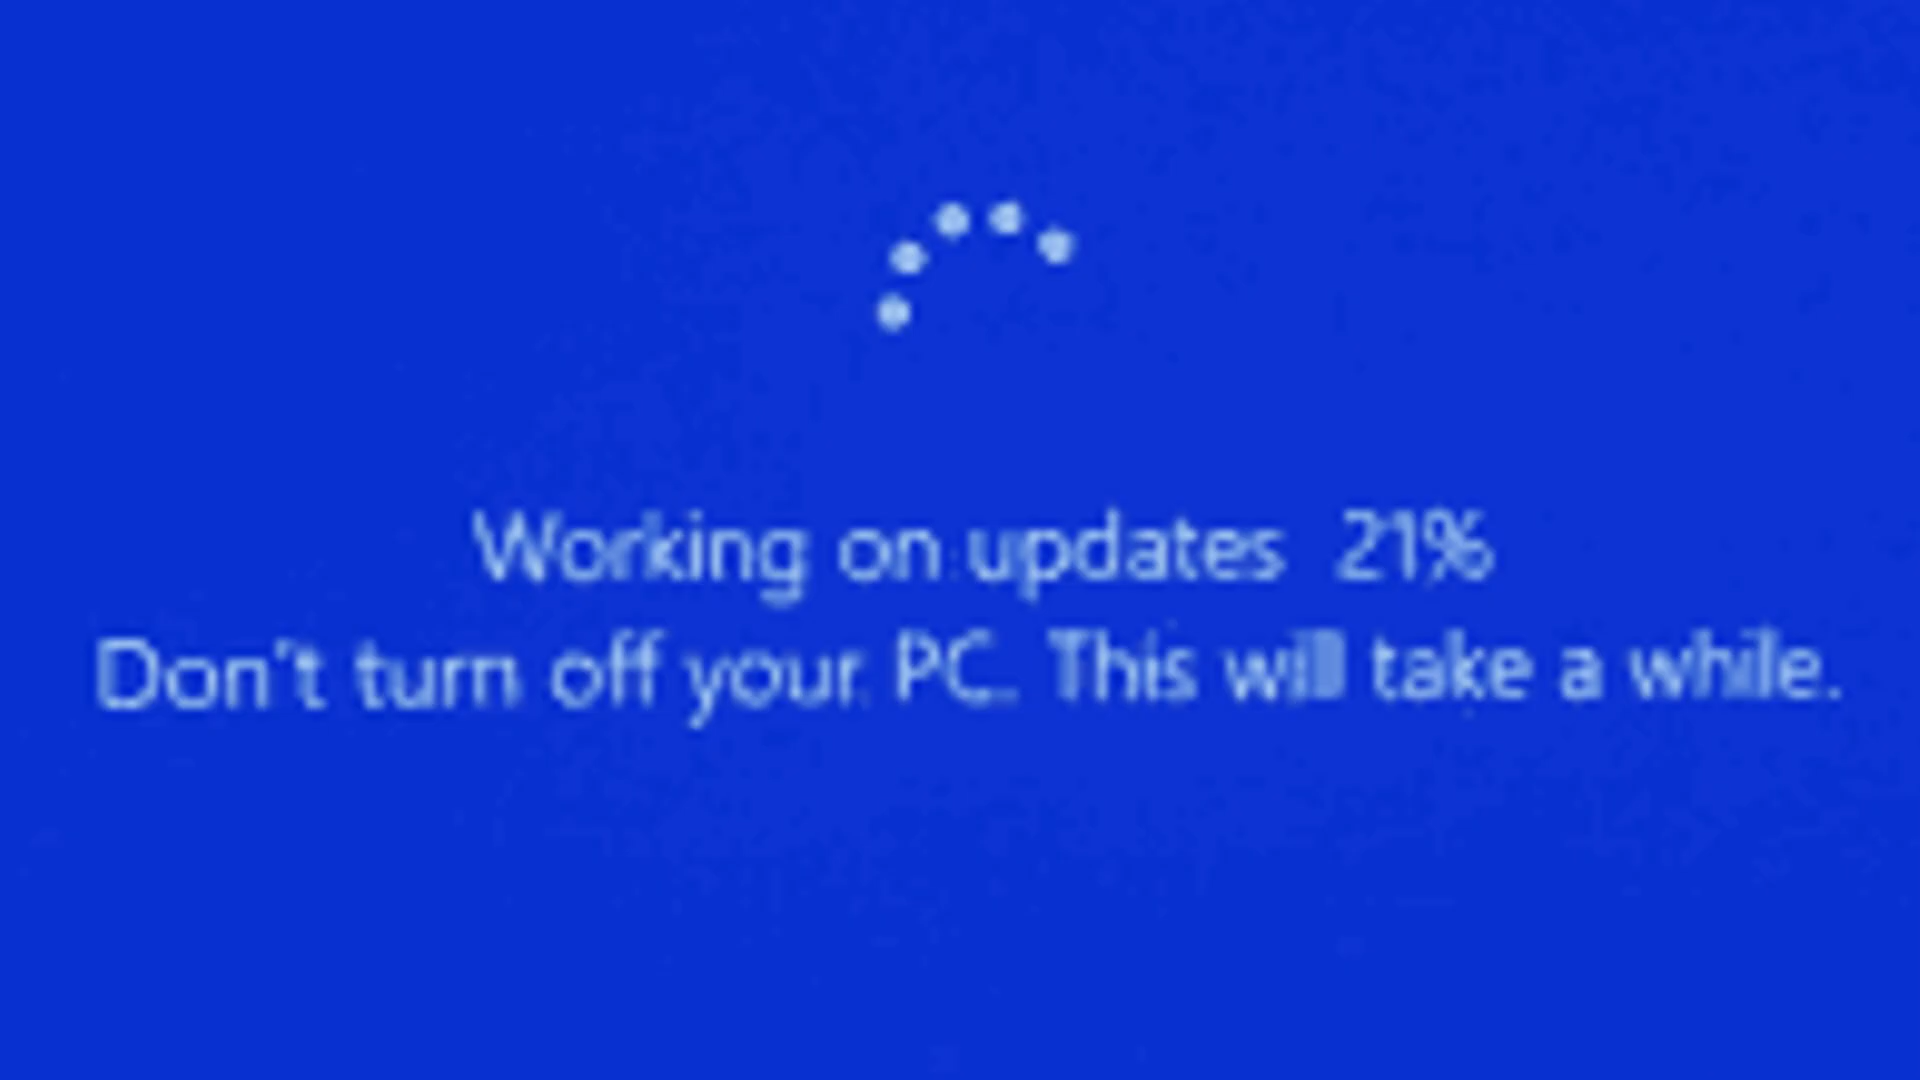 Working on updates  21%
Don't turn off your PC. This will take a while.